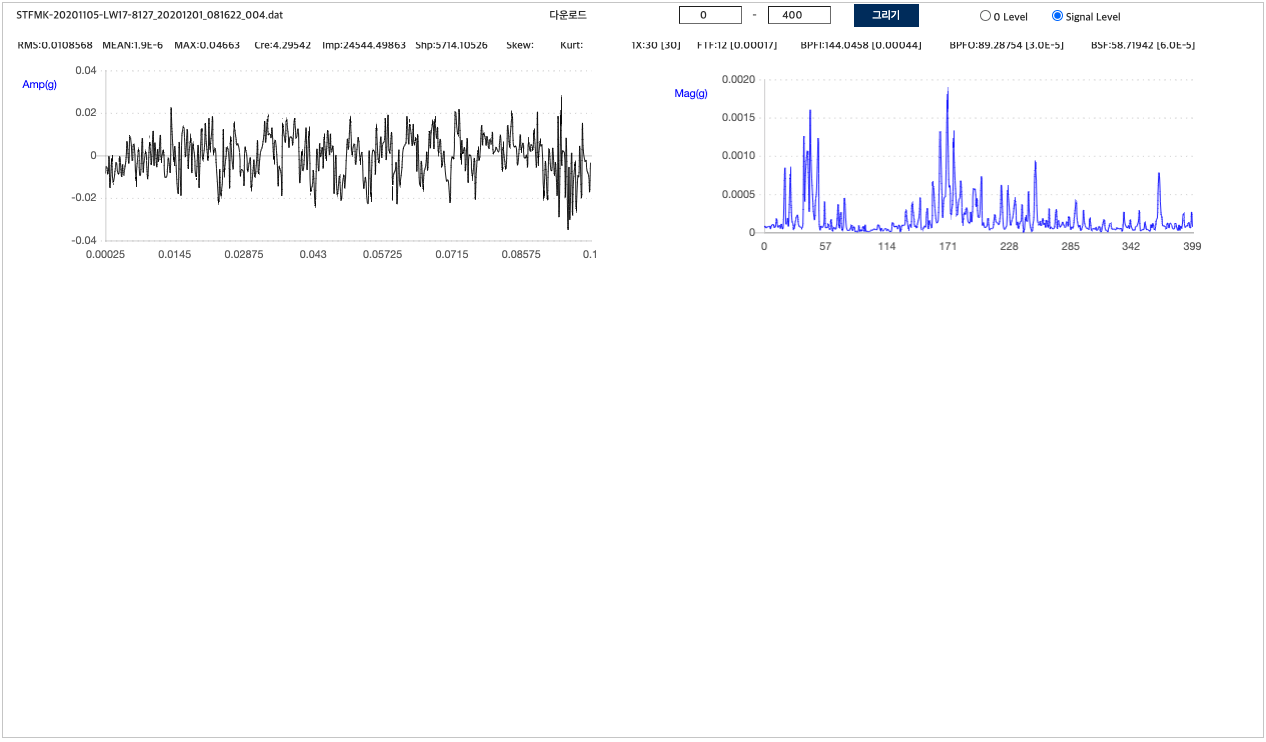 STFMK-20201105-LW17-8127_20201201_081622_004.dat 다운로드 0 - 400 그리기 0 Level Signal Level
RMS:0.0108568 MEAN:1.9E-6 MAX:0.04663 Cre:4.29542 Imp:24544.49863 Shp:5714.10526 Skew: Kurt: 1X:30 [30] FTF:12 [0.00017] BPFI:144.0458 [0.00044] BPFO:89.28754 [3.0E-5] BSF:58.71942 [6.0E-5]
Amp(g)
0.04
0.02
0
-0.02
-0.04
0.00025 0.0145 0.02875 0.043 0.05725 0.0715 0.08575 0.1
Mag(g)
0.0020
0.0015
0.0010
0.0005
0
0 57 114 171 228 285 342 399